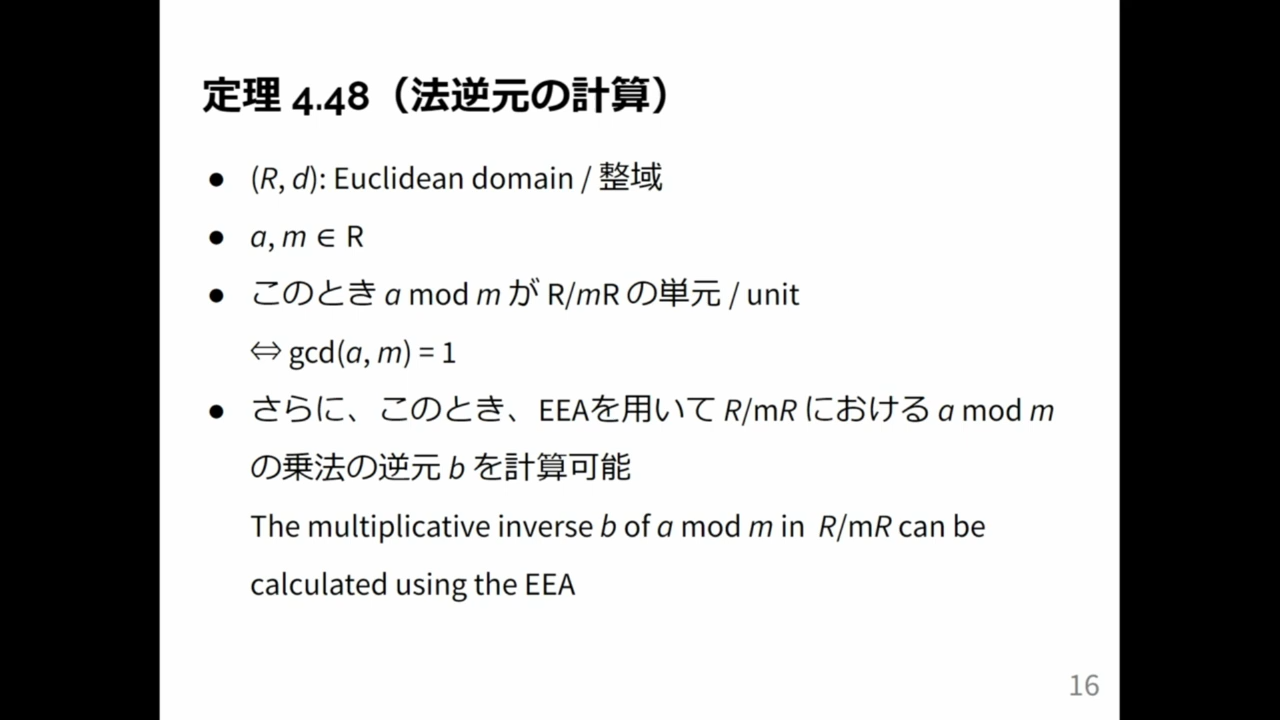 定理 4.48（法逆元の計算）
● (R, d): Euclidean domain / 整域
● a, m ∈ R
● このとき a mod m が R/mR の単元 / unit
⇔ gcd(a, m) = 1
● さらに、このとき、EEAを用いて R/mR における a mod m
の乗法の逆元 b を計算可能
The multiplicative inverse b of a mod m in R/mR can be
calculated using the EEA
16